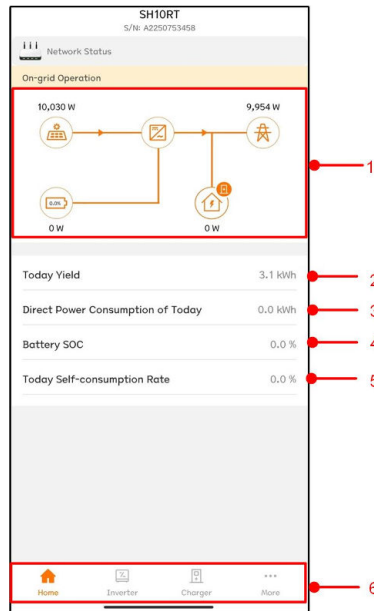 SH10RT
S/N: A2250753458
Network Status
On-grid Operation
10,030 W
9,954 W
1
0.0%
0 W
0 W
Today Yield 3.1 kWh 2
Direct Power Consumption of Today 0.0 kWh 3
Battery SOC 0.0 % 4
Today Self-consumption Rate 0.0 % 5
Home Inverter Charger More 6